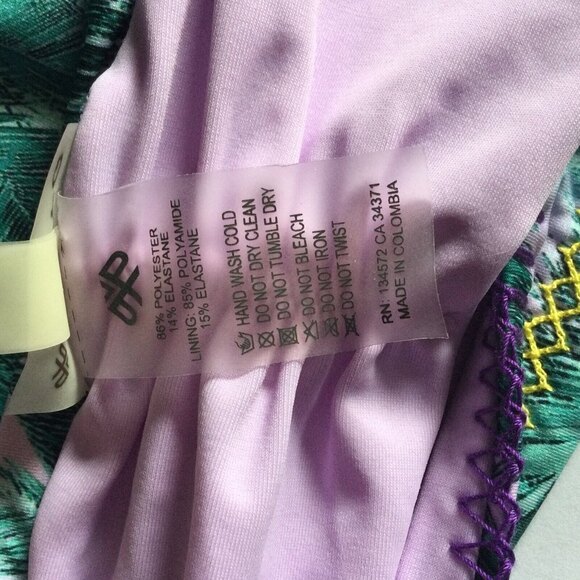 86% POLYESTER
14% ELASTANE
LINING: 85% POLYAMIDE
15% ELASTANE
HAND WASH COLD
DO NOT DRY CLEAN
DO NOT TUMBLE DRY
DO NOT BLEACH
DO NOT IRON
DO NOT TWIST
RN: 134572 CA 34371
MADE IN COLOMBIA